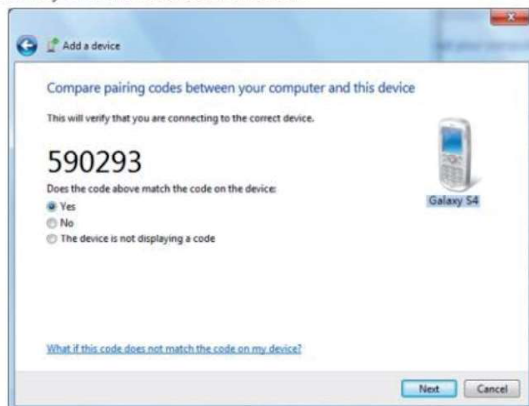 Add a device
Compare pairing codes between your computer and this device
This will verify that you are connecting to the correct device.
590293
Does the code above match the code on the device:
Galaxy S4
Yes
No
The device is not displaying a code
What if this code does not match the code on my device?
Next Cancel